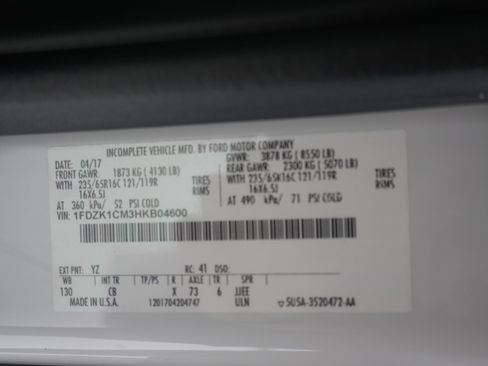 INCOMPLETE VEHICLE MFD. BY FORD MOTOR COMPANY
DATE: 04/17 GVWR: 3878 KG ( 8550 LB)
FRONT GAWR: 1873 KG ( 4130 LB) REAR GAWR: 2300 KG ( 5070 LB)
WITH 235/65R16C 121/119R TIRES WITH 235/65R16C 121/119R TIRES
16X6.5J RIMS 16X6.5J RIMS
AT 360 kPa/ 52 PSI COLD AT 490 kPa/ 71 PSI COLD
VIN: 1FDZK1CM3HKB04600
EXT PNT: YZ RC: 41 DSO:
WB INT TR TP/PS R AXLE TR SPR
130 CB X 73 6 JJEE
MADE IN U.S.A. 1201704204747 ULN 5U5A-3520472-AA